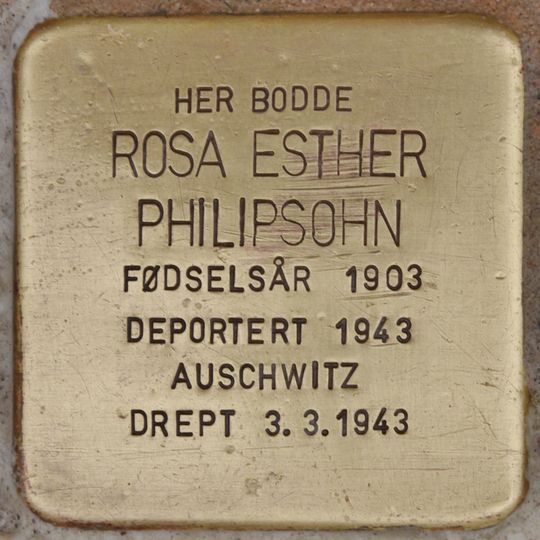 HER BODDE
ROSA ESTHER
PHILIPSOHN
FØDSELSÅR 1903
DEPORTERT 1943
AUSCHWITZ
DREPT 3.3.1943